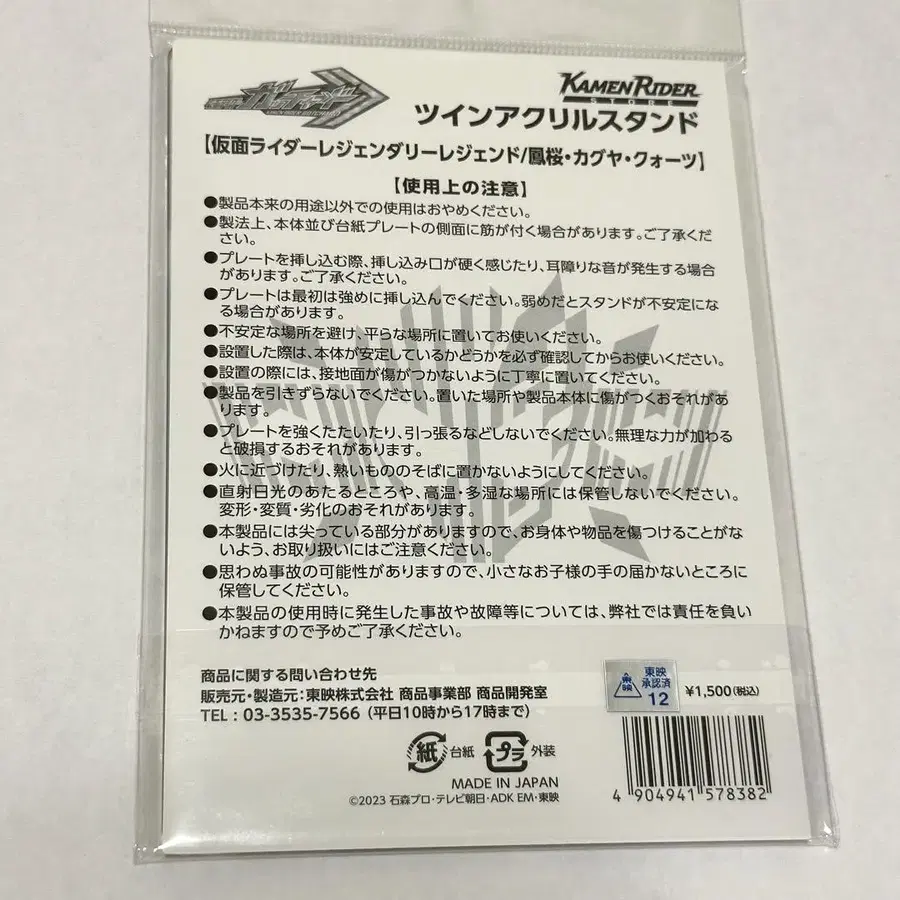 仮面ライダー ガッチャード
KAMEN RIDER GOTCHARD
KAMEN RIDER
STORE
ツインアクリルスタンド
【仮面ライダーレジェンダリーレジェンド/鳳桜・カグヤ・クォーツ】
【使用上の注意】
●製品本来の用途以外での使用はおやめください。
●製法上、本体並び台紙プレートの側面に筋が付く場合があります。ご了承くだ
さい。
●プレートを挿し込む際、挿し込み口が硬く感じたり、耳障りな音が発生する場合
があります。ご了承ください。
●プレートは最初は強めに挿し込んでください。弱めだとスタンドが不安定にな
る場合があります。
●不安定な場所を避け、平らな場所に置いてお使いください。
●設置した際は、本体が安定しているかどうかを必ず確認してからお使いください。
●設置の際には、接地面が傷がつかないように丁寧に置いてください。
●製品を引きずらないでください。置いた場所や製品本体に傷がつくおそれがあ
ります。
●プレートを強くたたいたり、引っ張るなどしないでください。無理な力が加わる
と破損するおそれがあります。
●火に近づけたり、熱いもののそばに置かないようにしてください。
●直射日光のあたるところや、高温・多湿な場所には保管しないでください。
変形・変質・劣化のおそれがあります。
●本製品には尖っている部分がありますので、お身体や物品を傷つけることがな
いよう、お取り扱いにはご注意ください。
●思わぬ事故の可能性がありますので、小さなお子様の手の届かないところに
保管してください。
●本製品の使用時に発生した事故や故障等については、弊社では責任を負い
かねますので予めご了承ください。
商品に関する問い合わせ先
販売元・製造元：東映株式会社 商品事業部 商品開発室
TEL：03-3535-7566（平日10時から17時まで）
東映
東映
承認済
12
¥1,500(税込)
紙 台紙 プラ 外装
MADE IN JAPAN
©2023 石森プロ・テレビ朝日・ADK EM・東映
4 904941 578382